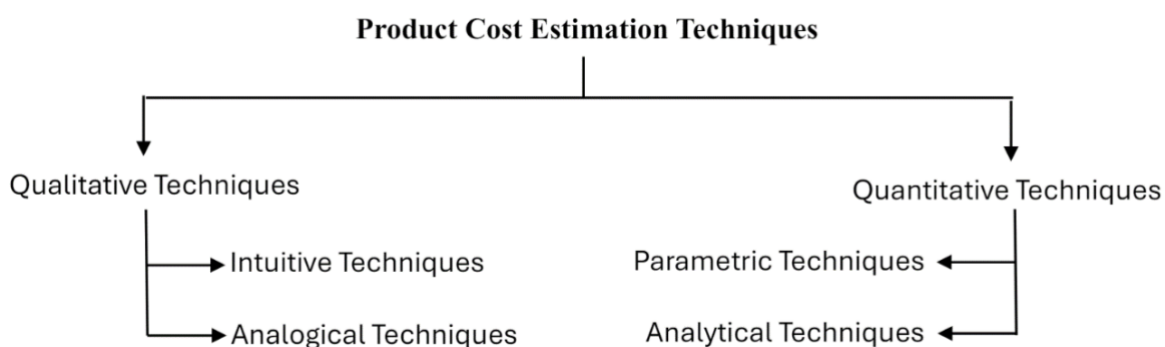 Product Cost Estimation Techniques
Qualitative Techniques
Quantitative Techniques
Intuitive Techniques
Parametric Techniques
Analogical Techniques
Analytical Techniques